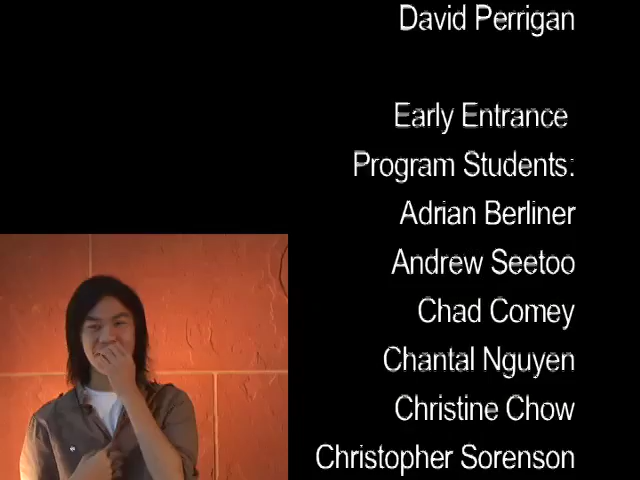 David Perrigan
Early Entrance
Program Students:
Adrian Berliner
Andrew Seetoo
Chad Comey
Chantal Nguyen
Christine Chow
Christopher Sorenson